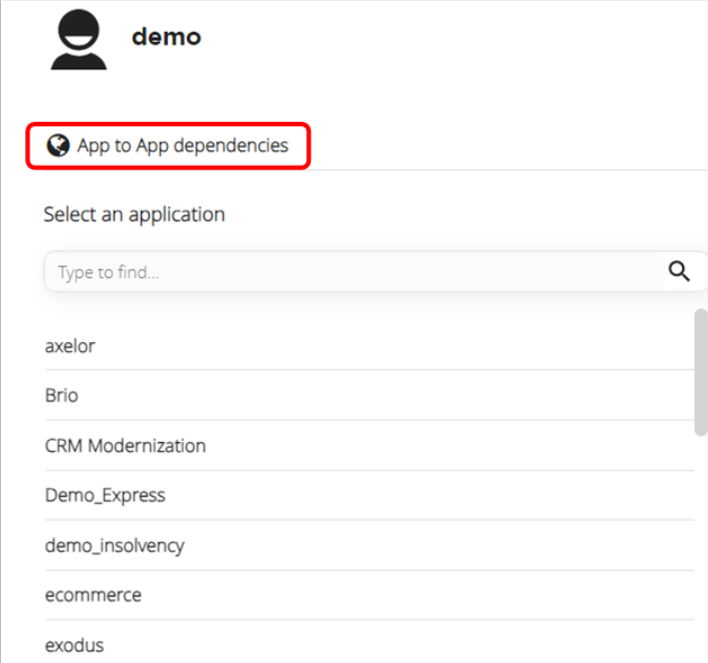 demo
App to App dependencies
Select an application
Type to find...
axelor
Brio
CRM Modernization
Demo_Express
demo_insolvency
ecommerce
exodus